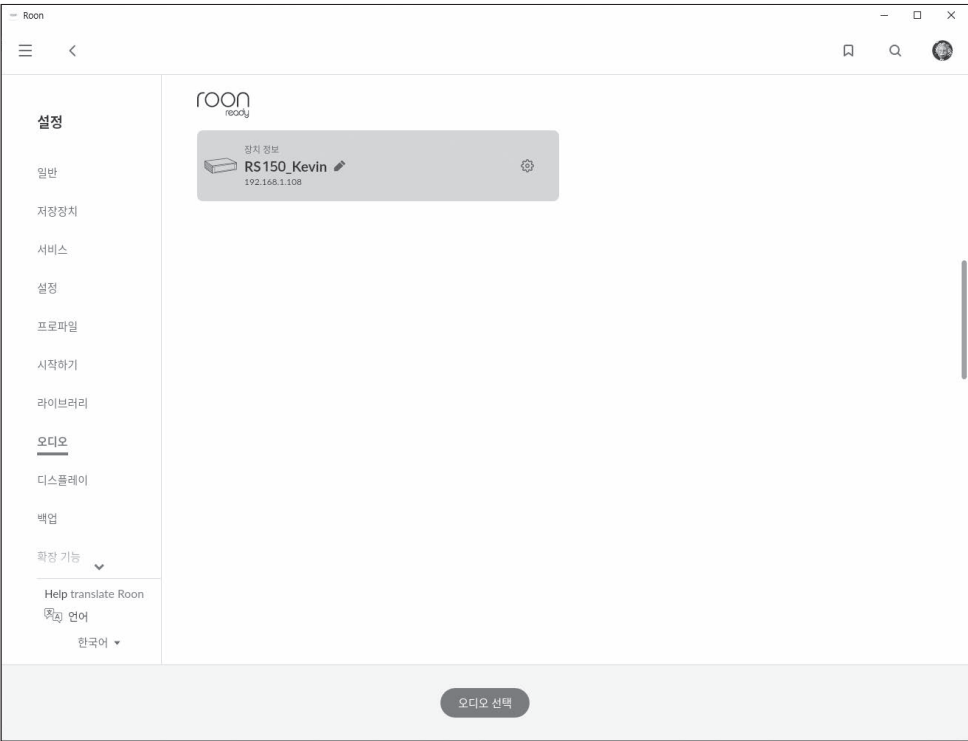 Roon
roon
ready
설정
장치 정보
RS150_Kevin
192.168.1.108
일반
저장장치
서비스
설정
프로파일
시작하기
라이브러리
오디오
디스플레이
백업
확장 기능
Help translate Roon
언어
한국어
오디오 선택